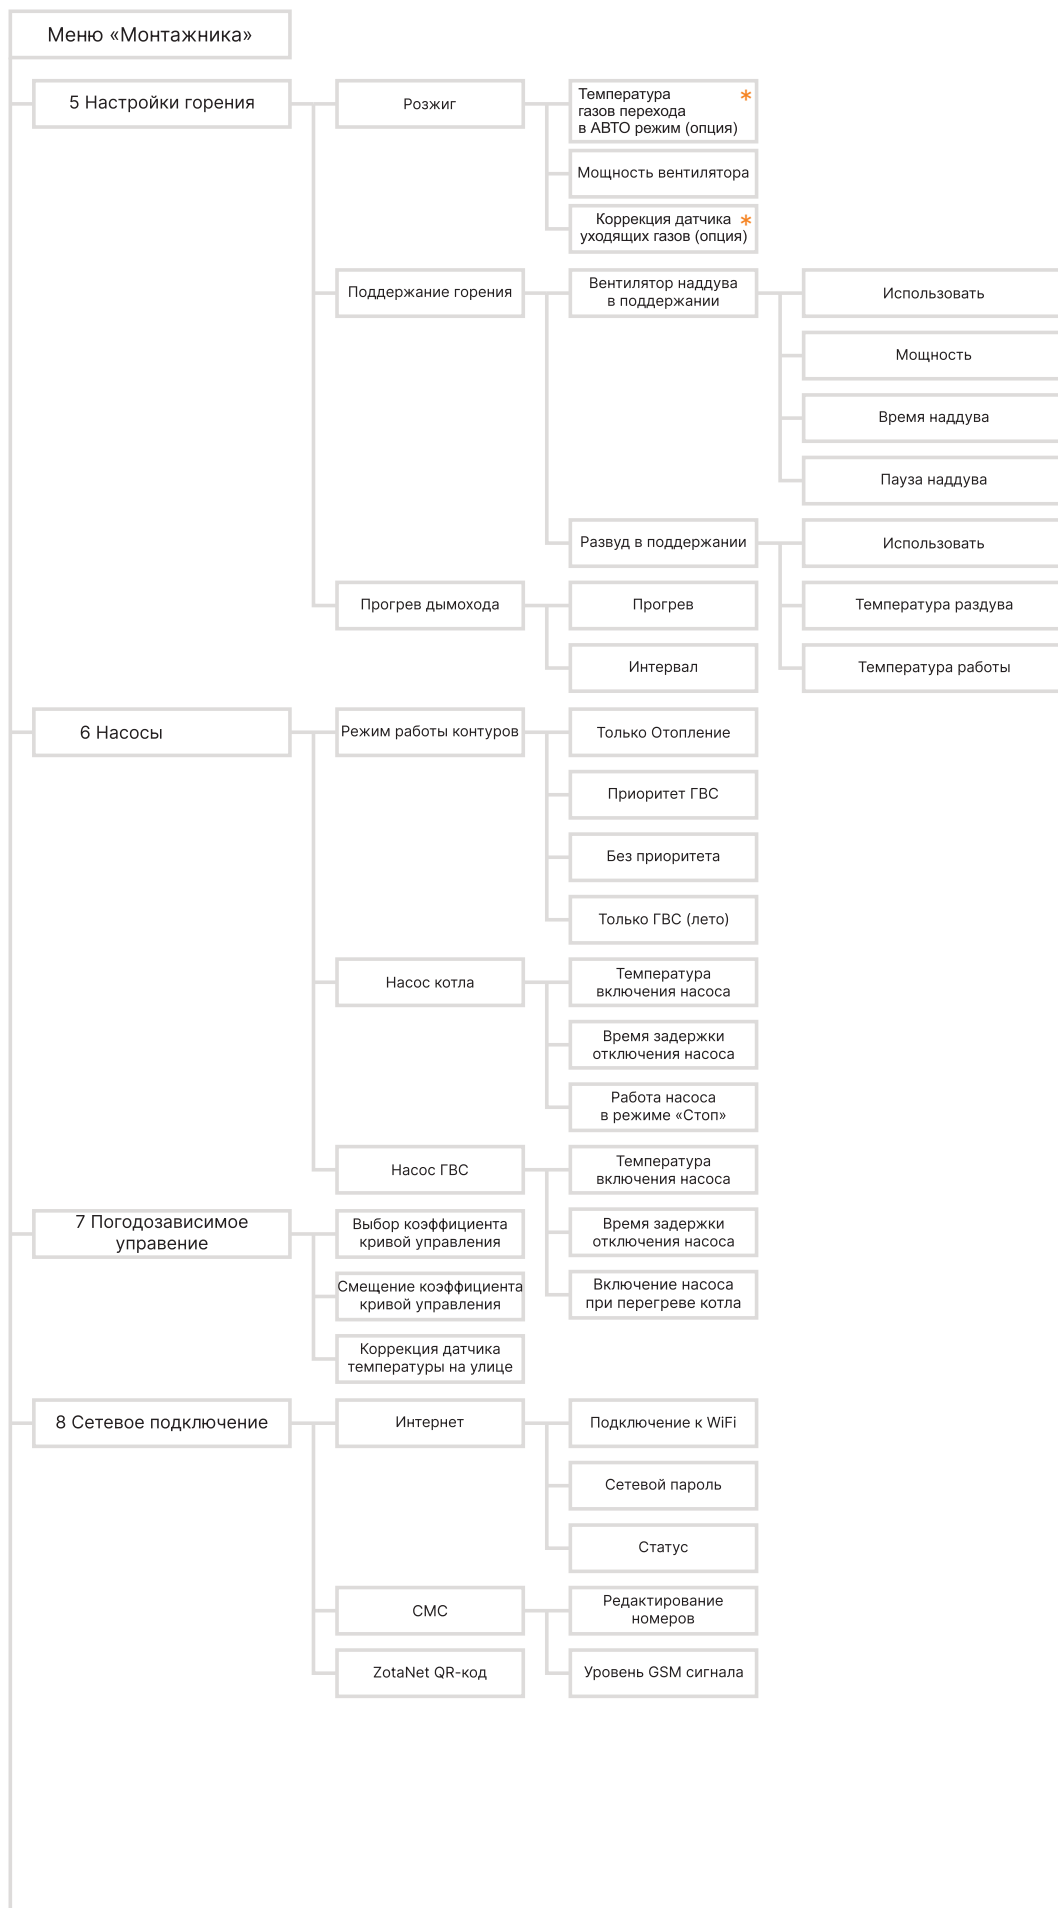 Меню «Монтажника»
5 Настройки горения
Розжиг
Температура *
газов перехода
в АВТО режим (опция)
Мощность вентилятора
Коррекция датчика *
уходящих газов (опция)
Поддержание горения
Вентилятор наддува
в поддержании
Использовать
Мощность
Время наддува
Пауза наддува
Развуд в поддержании
Использовать
Температура раздува
Температура работы
Прогрев дымохода
Прогрев
Интервал
6 Насосы
Режим работы контуров
Только Отопление
Приоритет ГВС
Без приоритета
Только ГВС (лето)
Насос котла
Температура
включения насоса
Время задержки
отключения насоса
Работа насоса
в режиме «Стоп»
Насос ГВС
Температура
включения насоса
Время задержки
отключения насоса
Включение насоса
при перегреве котла
7 Погодозависимое
управение
Выбор коэффициента
кривой управления
Смещение коэффициента
кривой управления
Коррекция датчика
температуры на улице
8 Сетевое подключение
Интернет
Подключение к WiFi
Сетевой пароль
Статус
СМС
Редактирование
номеров
Уровень GSM сигнала
ZotaNet QR-код